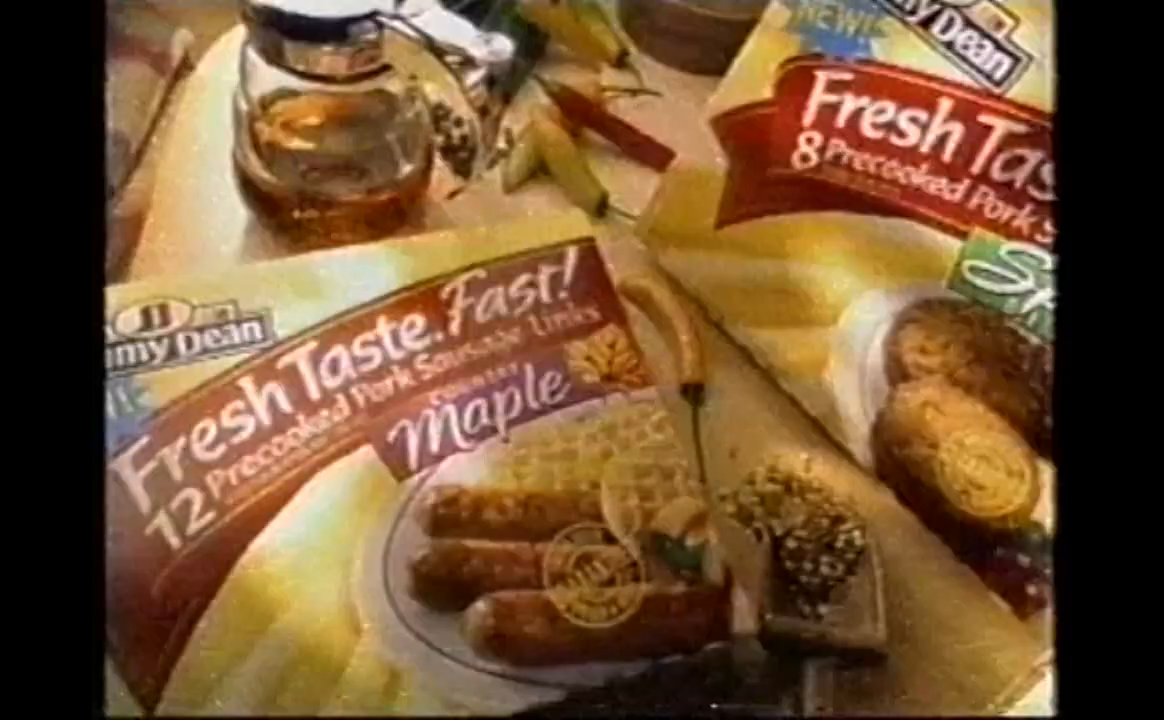 my Dean
Fresh Taste. Fast!
12 Precooked Pork Sausage Links
COUNTRY
Maple
NEW!
my Dean
Fresh Tas
8 Precooked Pork S